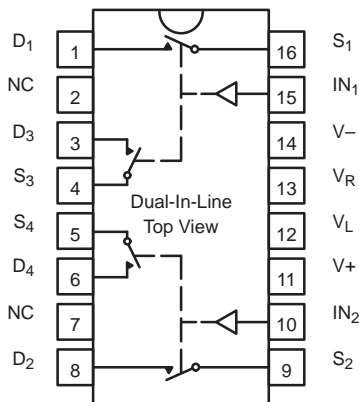 D1 1 16 S1
NC 2 15 IN1
D3 3 14 V−
S3 4 13 VR
Dual-In-Line
Top View
S4 5 12 VL
D4 6 11 V+
NC 7 10 IN2
D2 8 9 S2